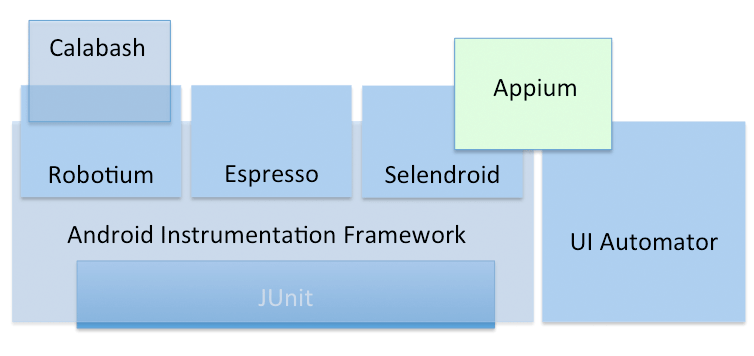 Calabash
Appium
Robotium
Espresso
Selendroid
Android Instrumentation Framework
UI Automator
JUnit